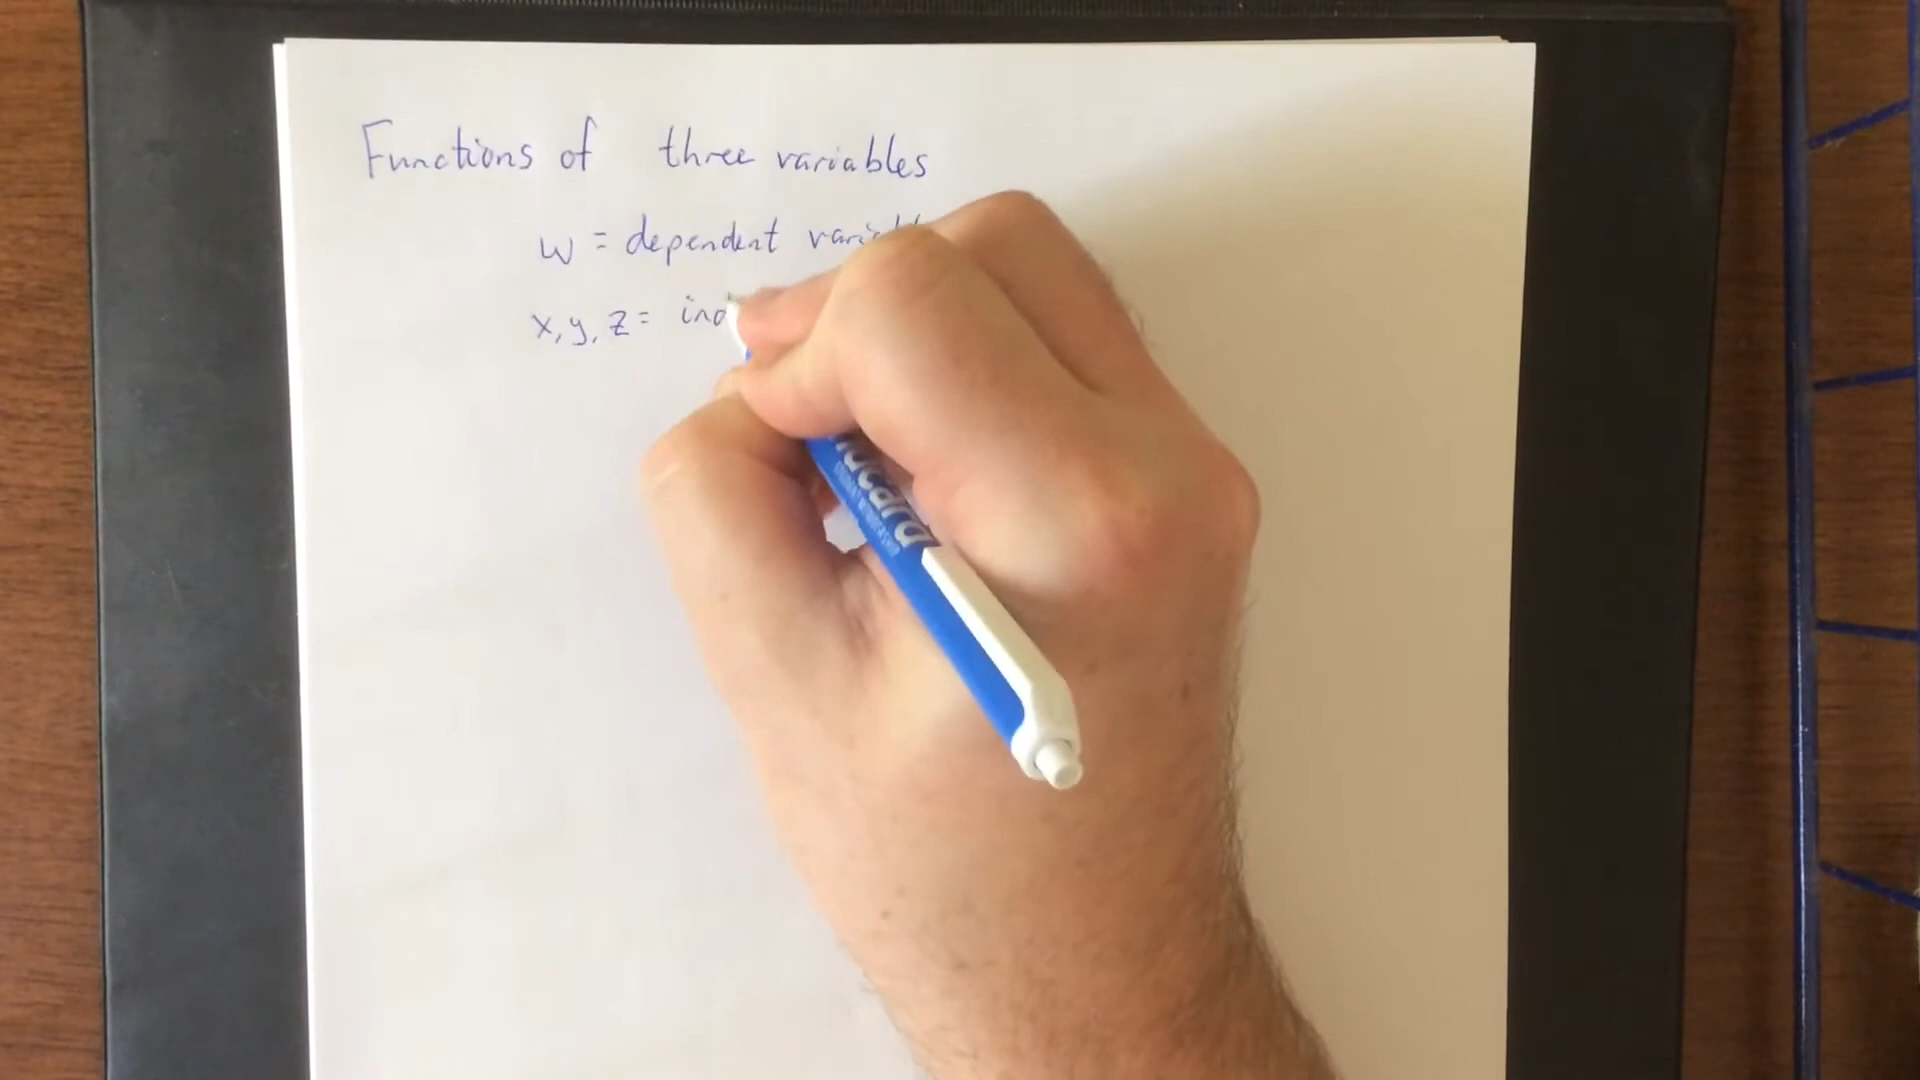 Functions of three variables
w = dependent
x, y, z =